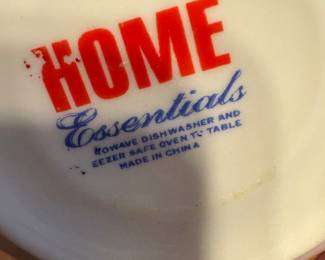 HOME
Essentials
ROWAVE DISHWASHER AND
EEZER SAFE OVEN TO TABLE
MADE IN CHINA